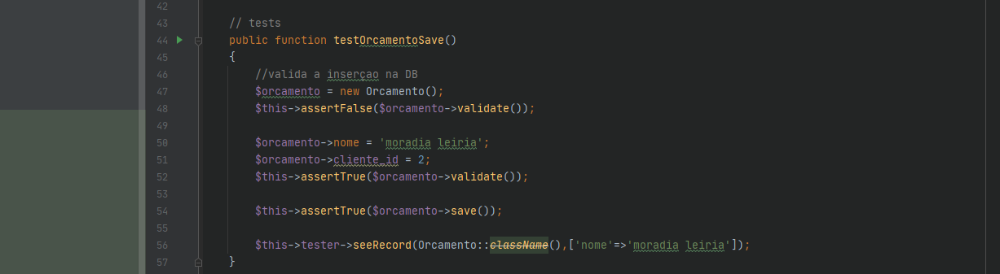 42
43 // tests
44 public function testOrcamentoSave()
45 {
46 //valida a inserçao na DB
47 $orcamento = new Orcamento();
48 $this->assertFalse($orcamento->validate());
49
50 $orcamento->nome = 'moradia leiria';
51 $orcamento->cliente_id = 2;
52 $this->assertTrue($orcamento->validate());
53
54 $this->assertTrue($orcamento->save());
55
56 $this->tester->seeRecord(Orcamento::className(),['nome'=>'moradia leiria']);
57 }